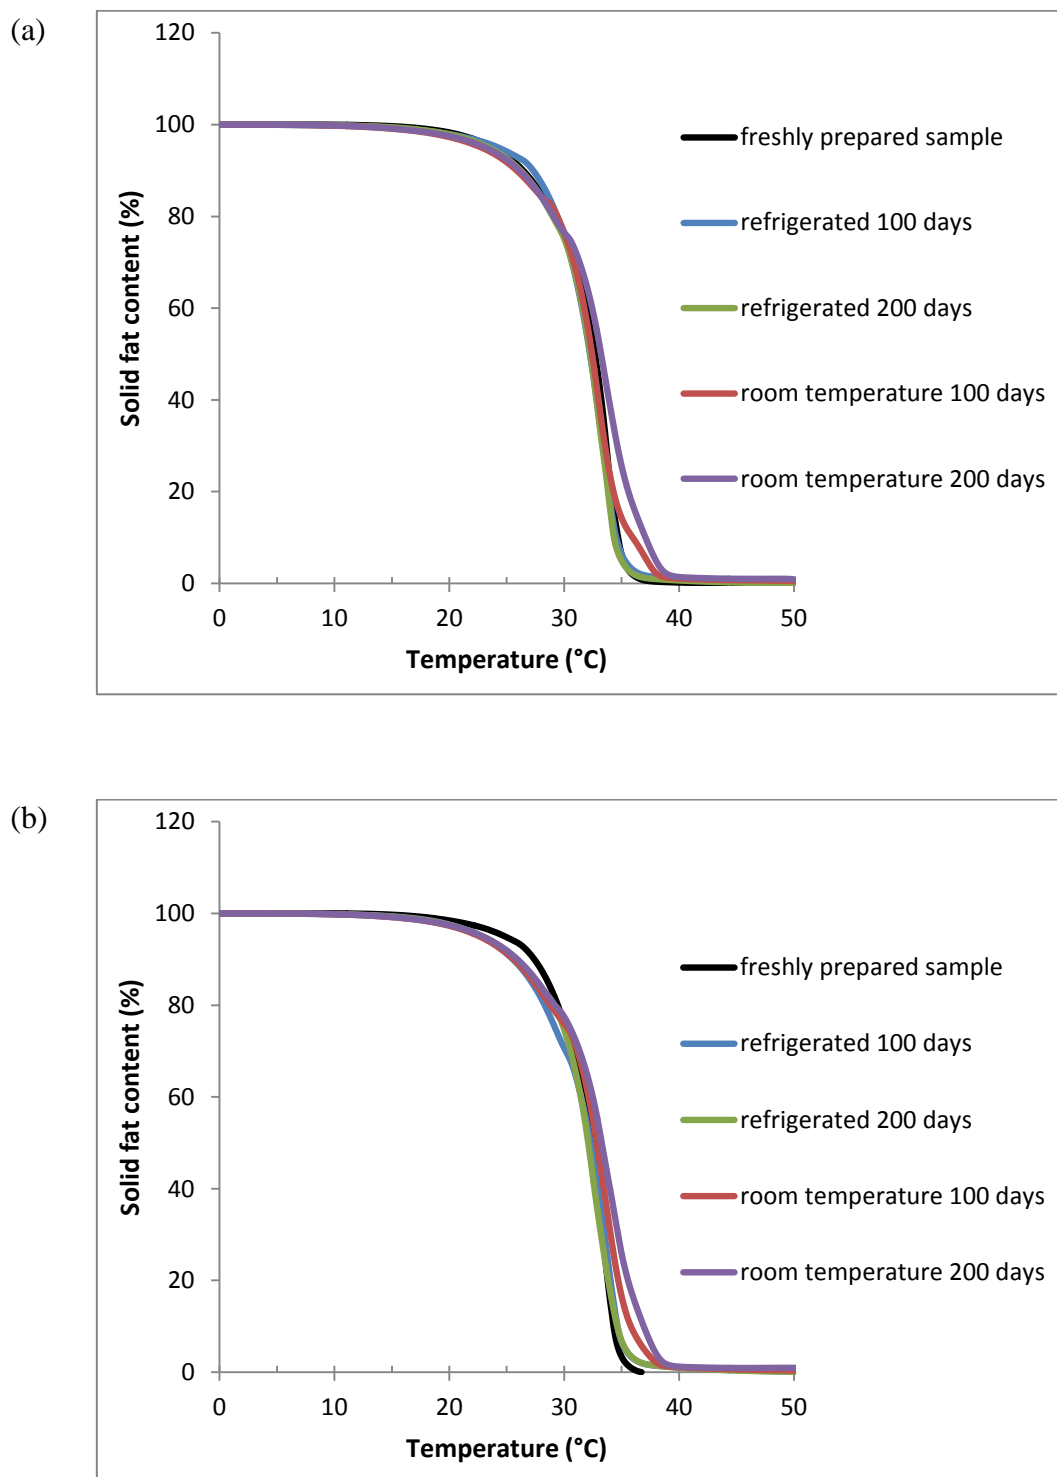 (a)
120
100
80
60
40
20
0
Solid fat content (%)
0 10 20 30 40 50
Temperature (°C)
freshly prepared sample
refrigerated 100 days
refrigerated 200 days
room temperature 100 days
room temperature 200 days
(b)
120
100
80
60
40
20
0
Solid fat content (%)
0 10 20 30 40 50
Temperature (°C)
freshly prepared sample
refrigerated 100 days
refrigerated 200 days
room temperature 100 days
room temperature 200 days